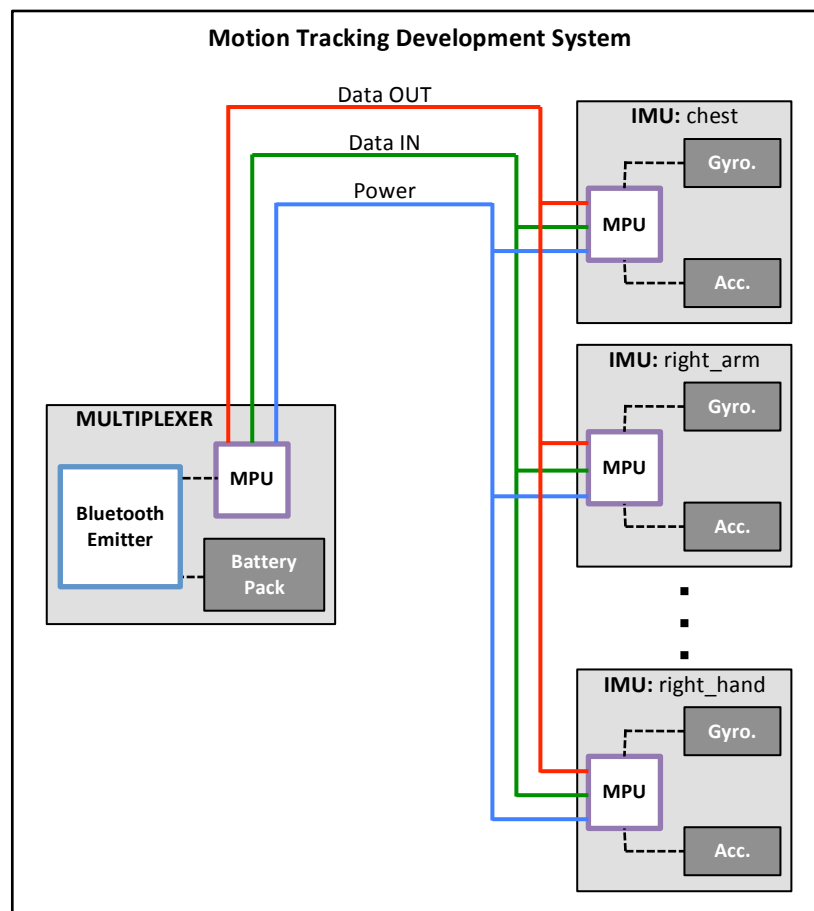 Motion Tracking Development System
Data OUT
Data IN
Power
MULTIPLEXER
MPU
Bluetooth
Emitter
Battery
Pack
IMU: chest
Gyro.
MPU
Acc.
IMU: right_arm
Gyro.
MPU
Acc.
IMU: right_hand
Gyro.
MPU
Acc.